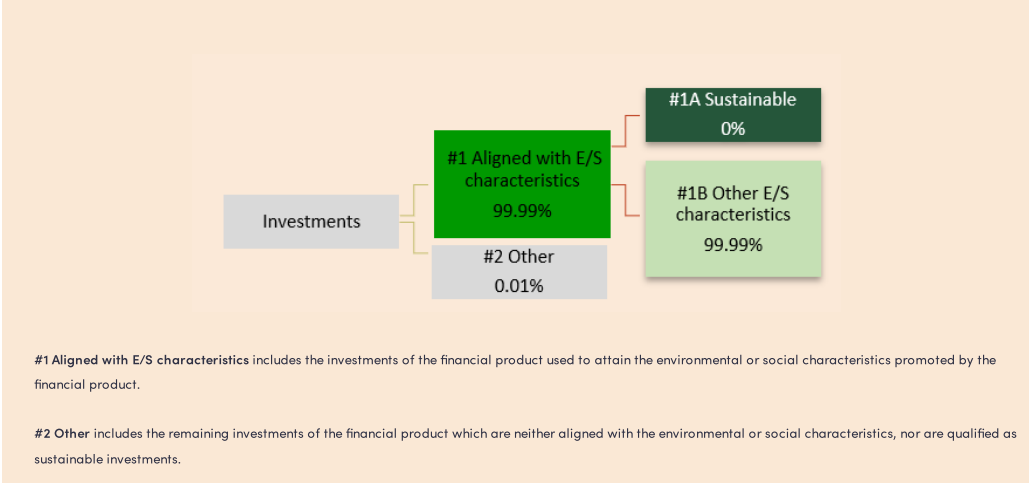 #1A Sustainable
0%
#1 Aligned with E/S
characteristics
99.99%
#1B Other E/S
characteristics
99.99%
Investments
#2 Other
0.01%
#1 Aligned with E/S characteristics includes the investments of the financial product used to attain the environmental or social characteristics promoted by the
financial product.
#2 Other includes the remaining investments of the financial product which are neither aligned with the environmental or social characteristics, nor are qualified as
sustainable investments.